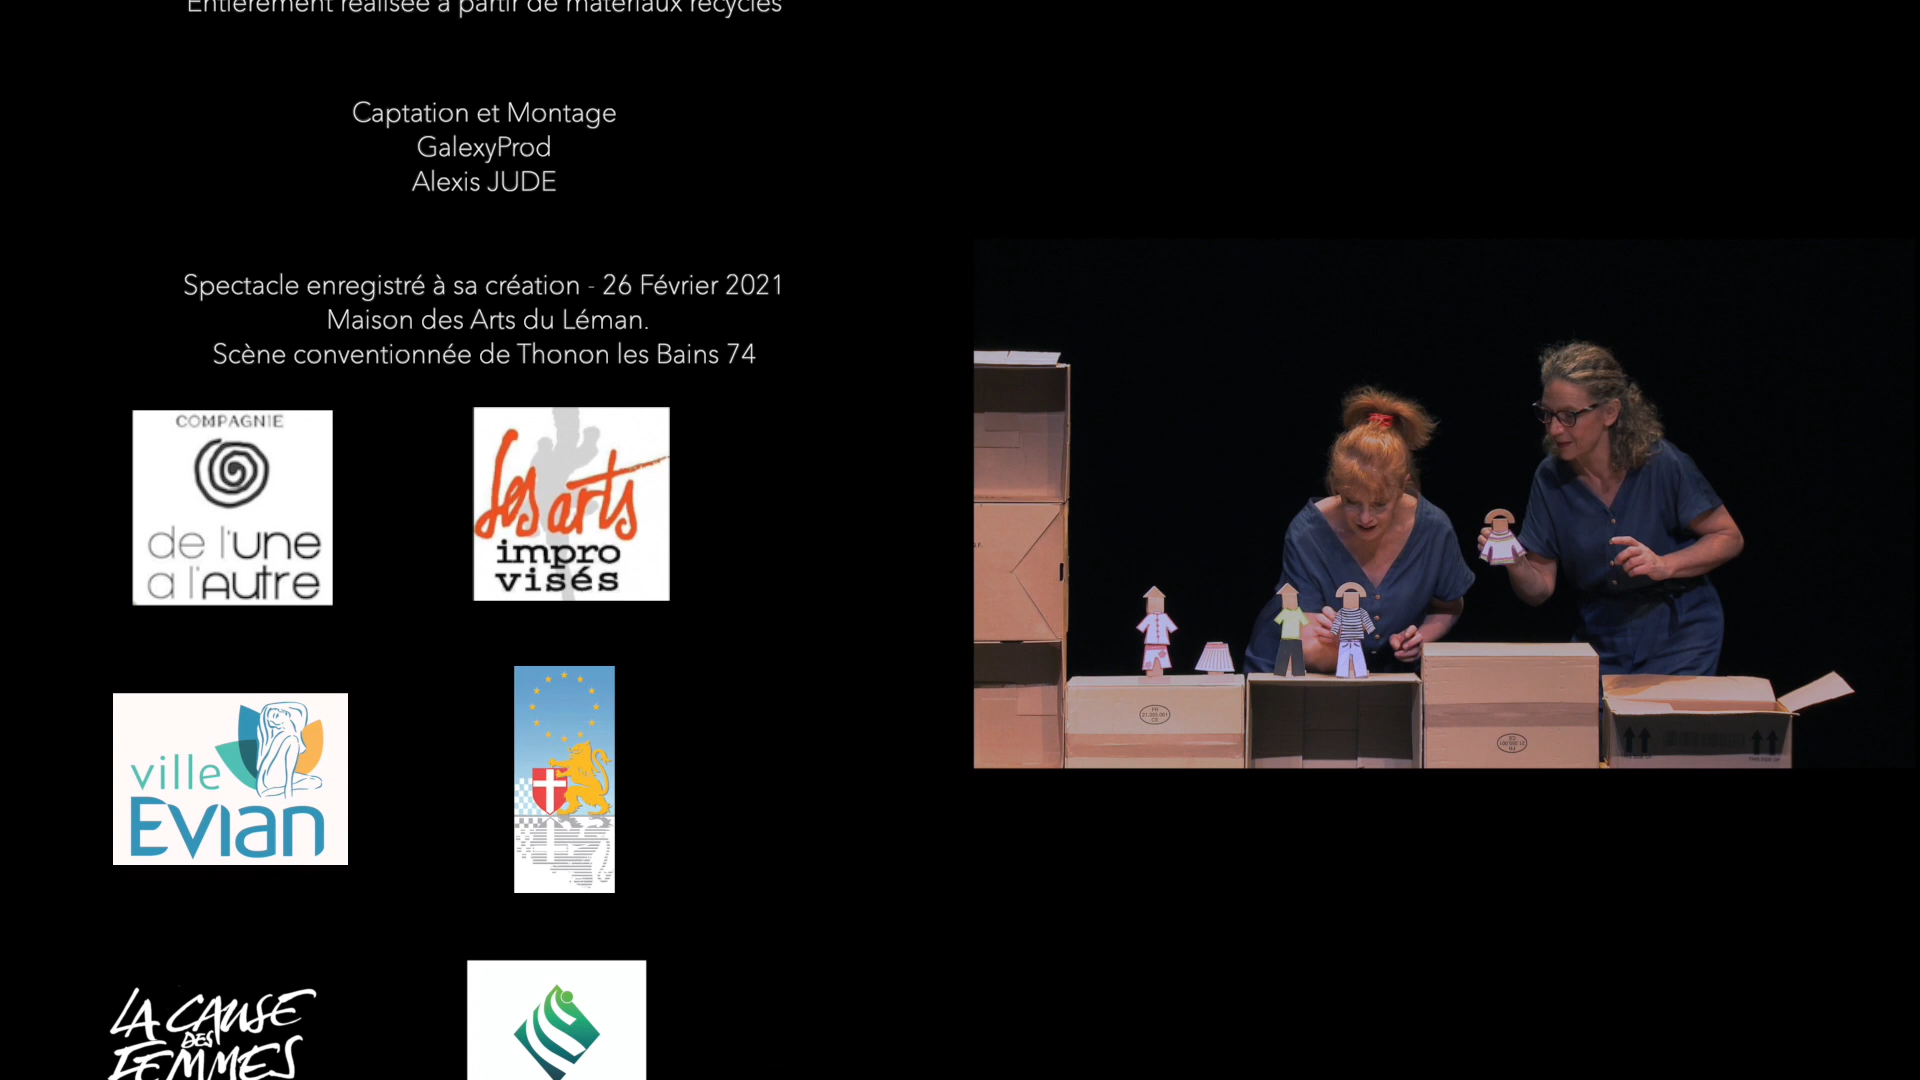 Entièrement réalisée à partir de matériaux recyclés
Captation et Montage
GalexyProd
Alexis JUDE
Spectacle enregistré à sa création - 26 Février 2021
Maison des Arts du Léman.
Scène conventionnée de Thonon les Bains 74
COMPAGNIE
de l'une
a l'Autre
les arts
impro
visés
ville
Evian
LA CAUSE
DES
FEMMES